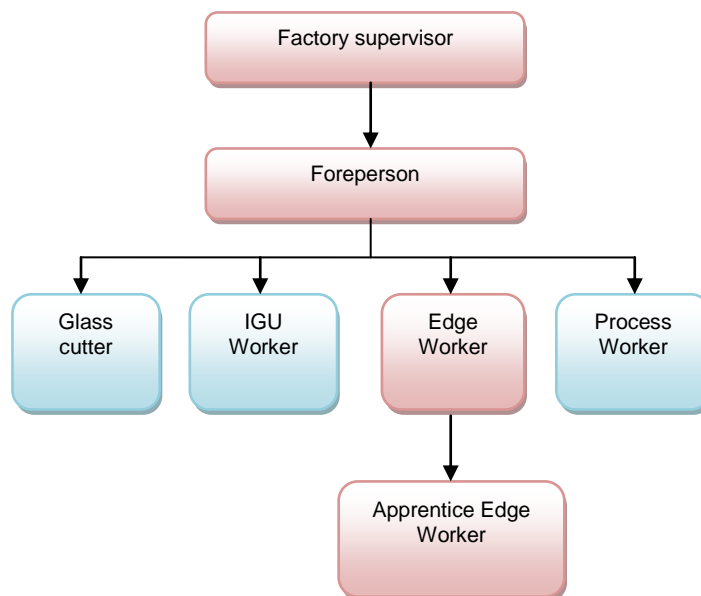 Factory supervisor
Foreperson
Glass
cutter
IGU
Worker
Edge
Worker
Process
Worker
Apprentice Edge
Worker